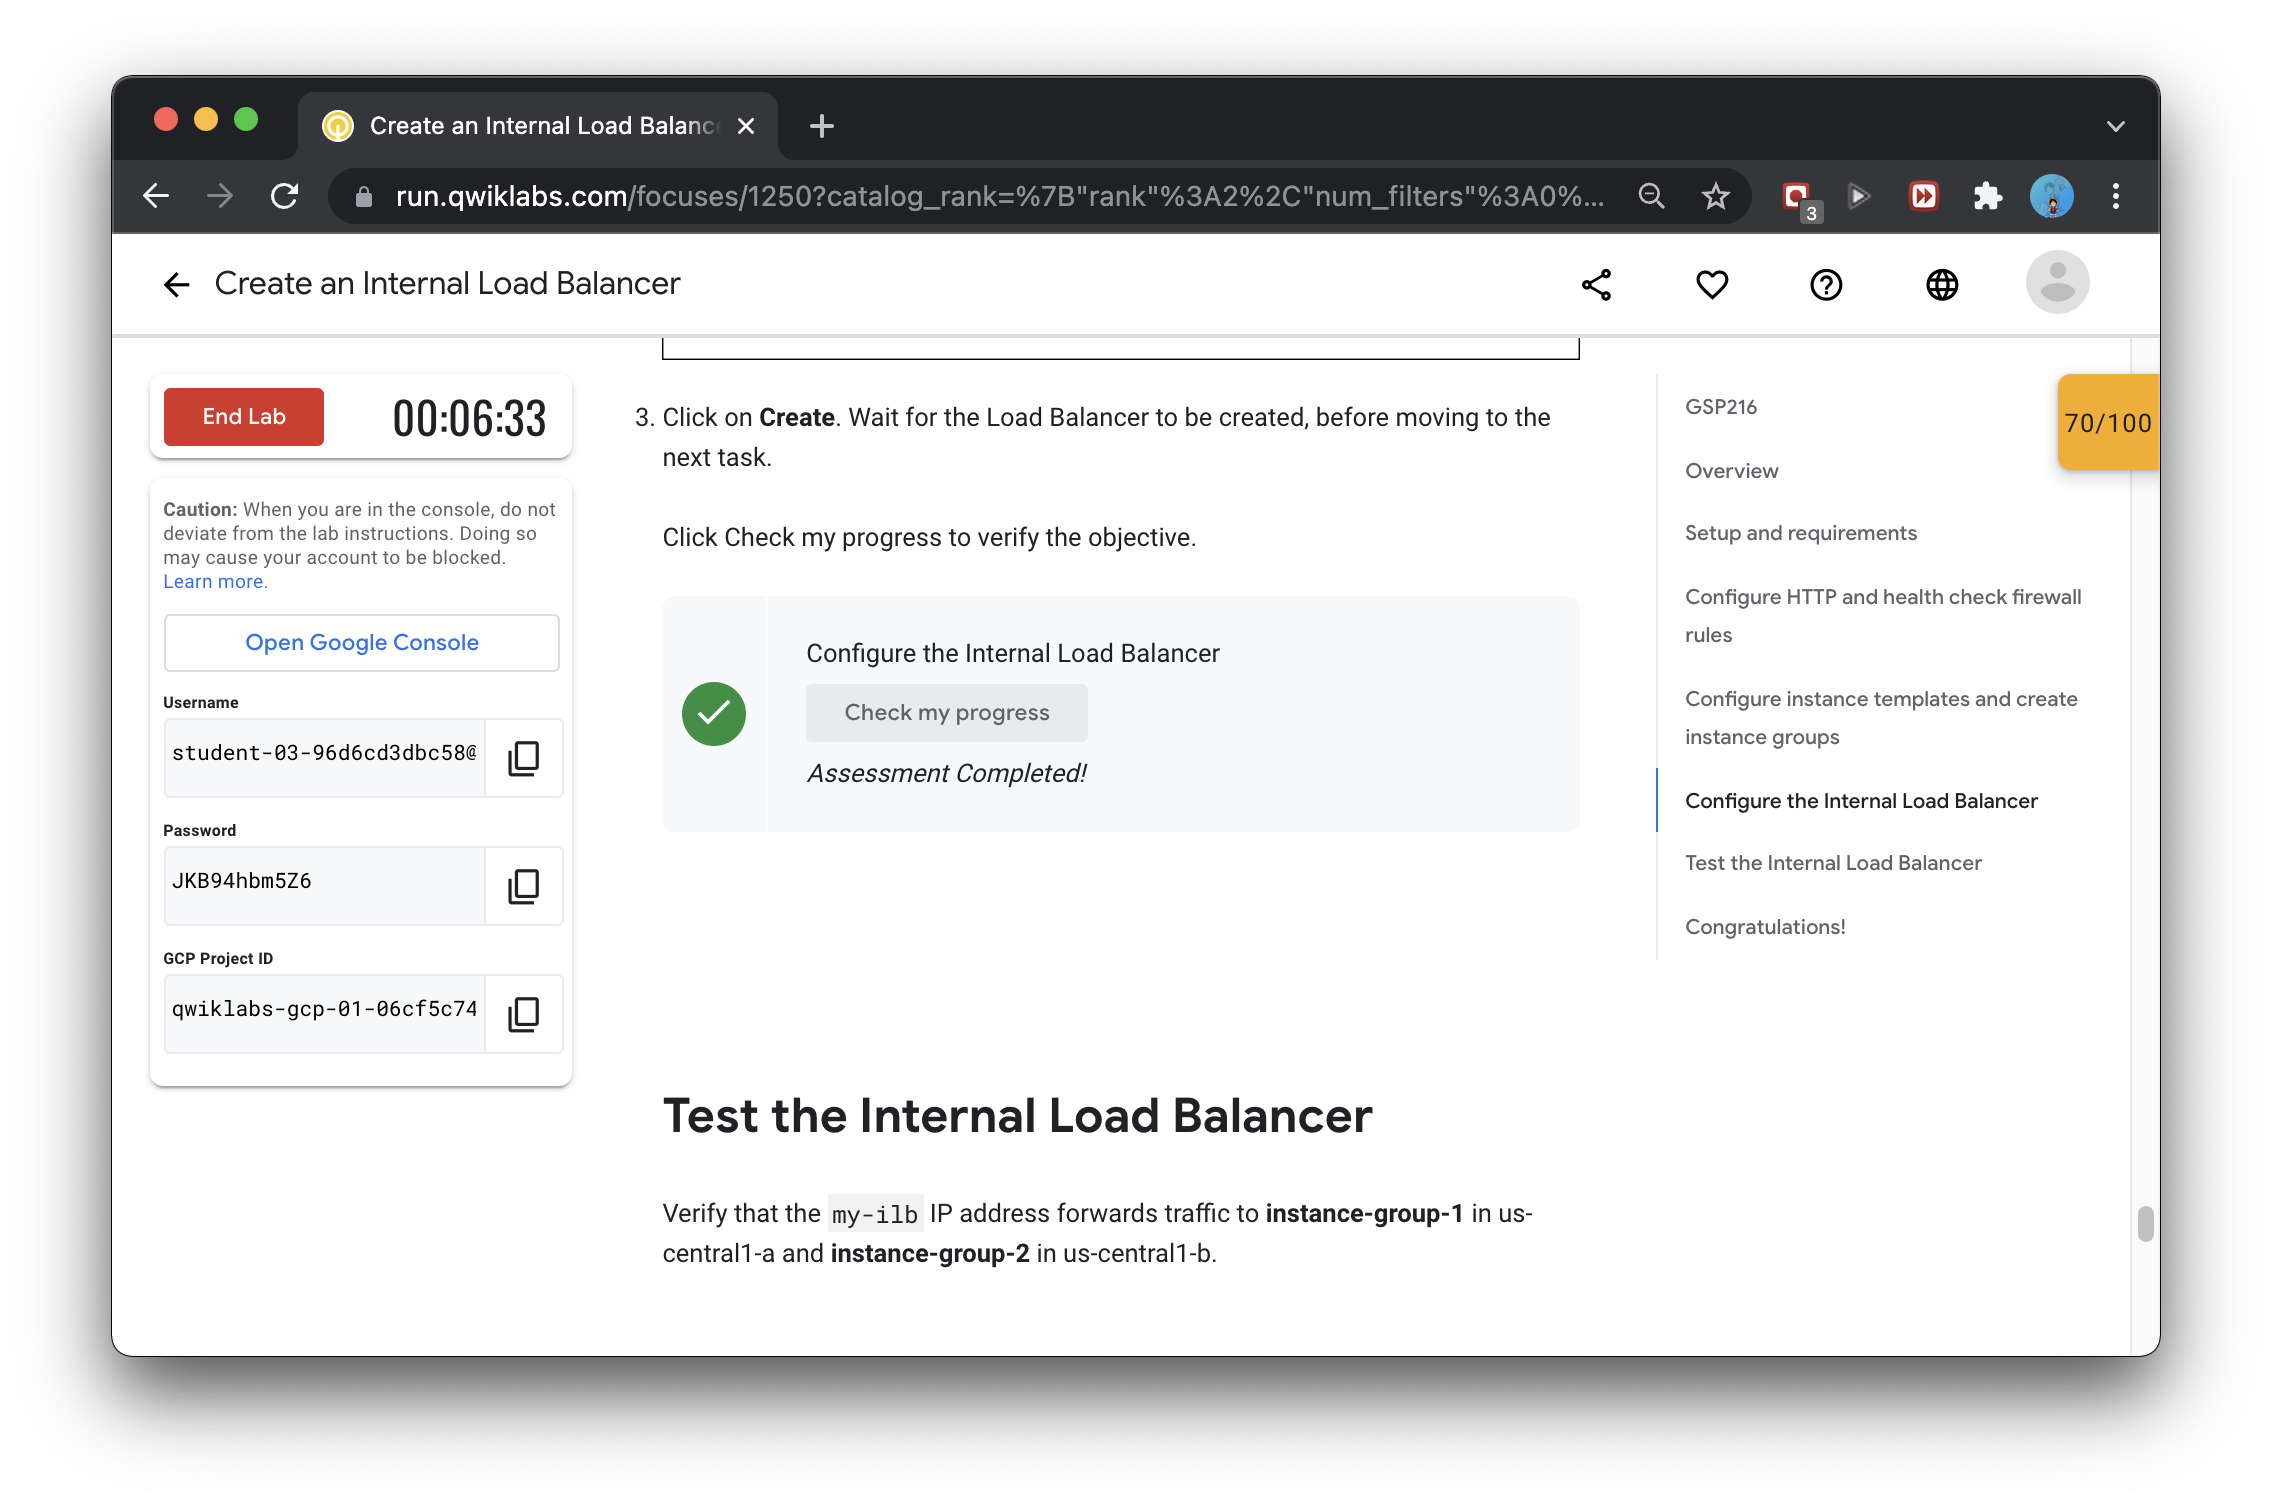 Create an Internal Load Balanc
run.qwiklabs.com/focuses/1250?catalog_rank=%7B"rank"%3A2%2C"num_filters"%3A0%...
3
Create an Internal Load Balancer
End Lab
00:06:33
Caution: When you are in the console, do not
deviate from the lab instructions. Doing so
may cause your account to be blocked.
Learn more.
Open Google Console
Username
student-03-96d6cd3dbc58@
Password
JKB94hbm5Z6
GCP Project ID
qwiklabs-gcp-01-06cf5c74
3. Click on Create. Wait for the Load Balancer to be created, before moving to the
next task.
Click Check my progress to verify the objective.
Configure the Internal Load Balancer
Check my progress
Assessment Completed!
Test the Internal Load Balancer
Verify that the my-ilb IP address forwards traffic to instance-group-1 in us-
central1-a and instance-group-2 in us-central1-b.
GSP216
Overview
Setup and requirements
Configure HTTP and health check firewall
rules
Configure instance templates and create
instance groups
Configure the Internal Load Balancer
Test the Internal Load Balancer
Congratulations!
70/100